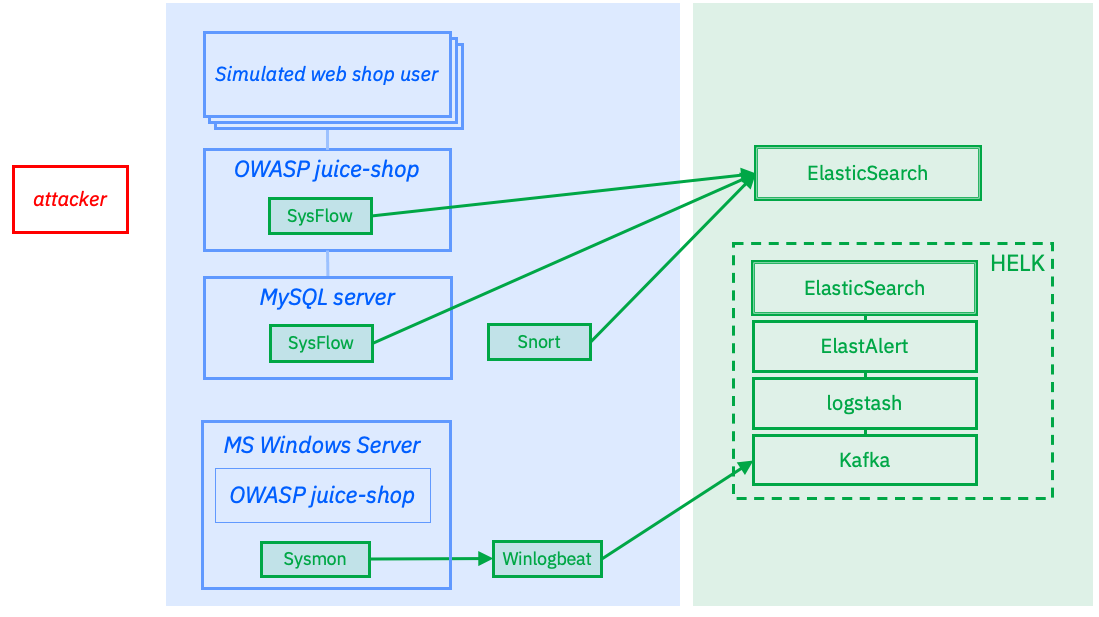 attacker
Simulated web shop user
OWASP juice-shop
SysFlow
MySQL server
SysFlow
Snort
MS Windows Server
OWASP juice-shop
Sysmon
Winlogbeat
ElasticSearch
HELK
ElasticSearch
ElastAlert
logstash
Kafka